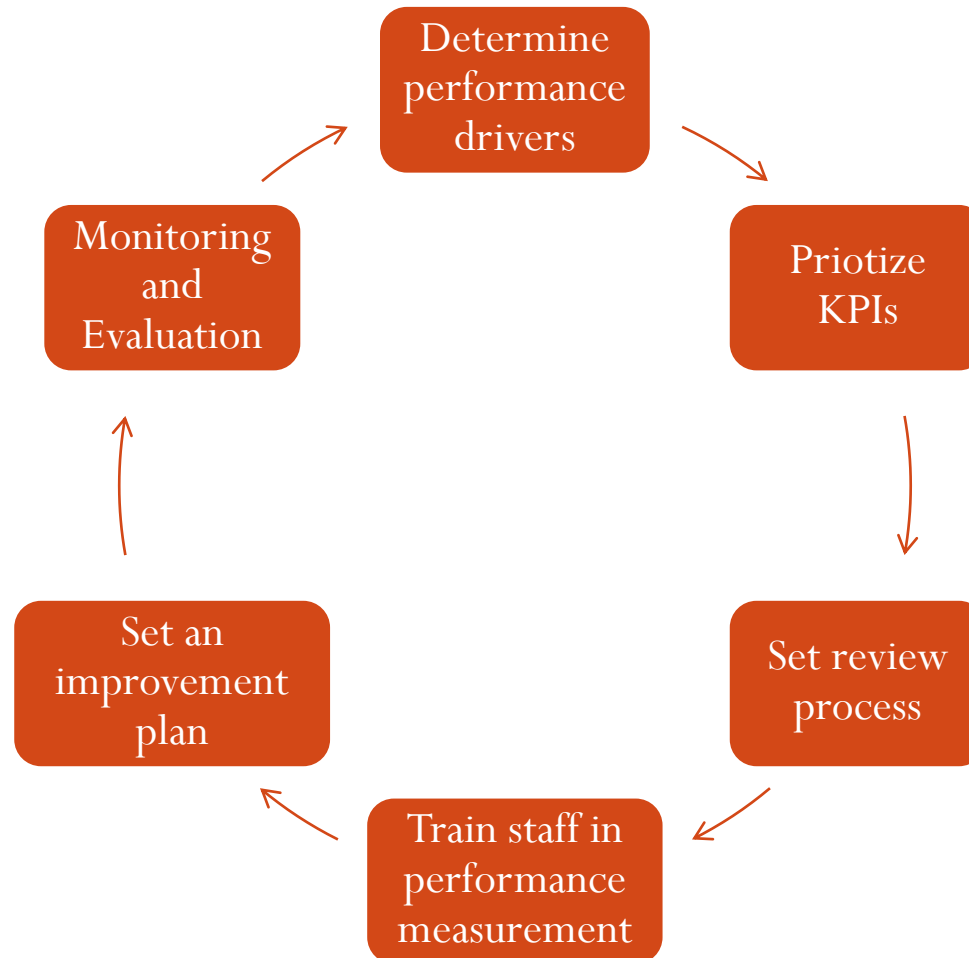 Determine
performance
drivers
Priotize
KPIs
Set review
process
Train staff in
performance
measurement
Set an
improvement
plan
Monitoring
and
Evaluation